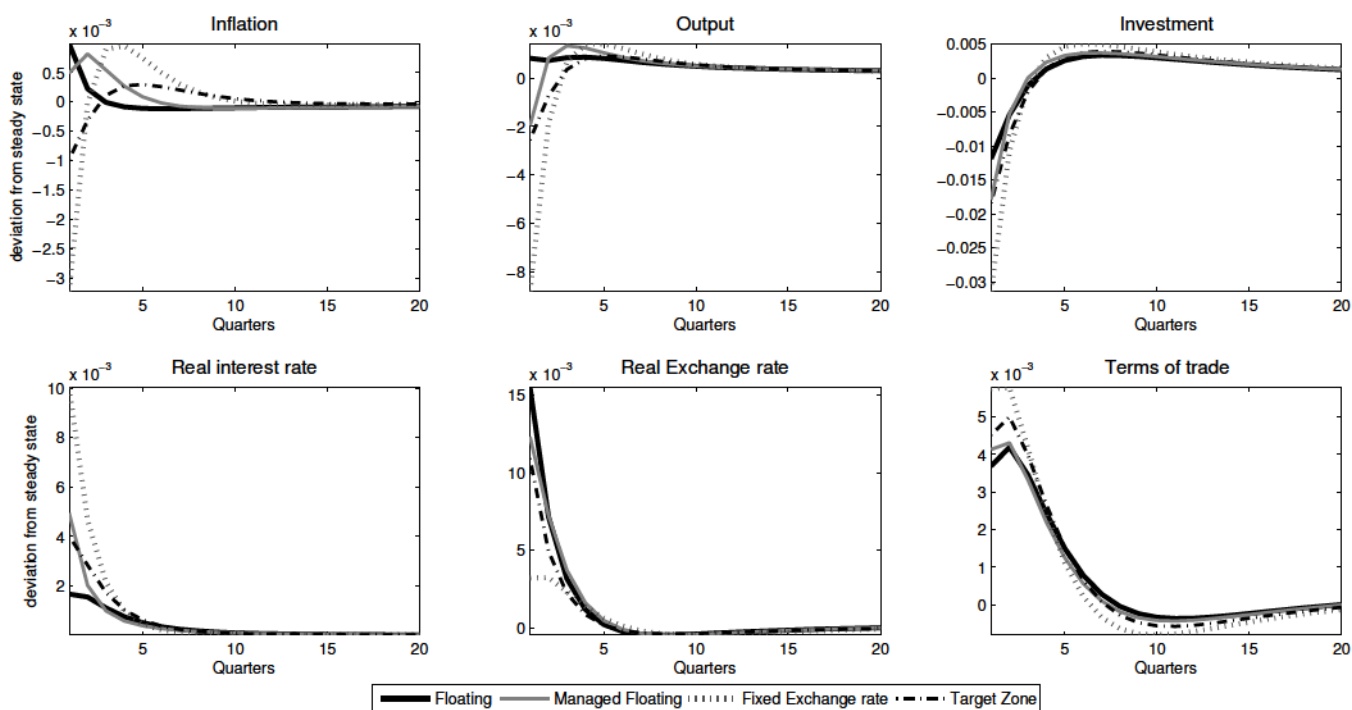 Inflation
x 10⁻³
deviation from steady state
0.5
0
−0.5
−1
−1.5
−2
−2.5
−3
5
10
15
20
Quarters
Output
x 10⁻³
0
−2
−4
−6
−8
5
10
15
20
Quarters
Investment
0.005
0
−0.005
−0.01
−0.015
−0.02
−0.025
−0.03
5
10
15
20
Quarters
Real interest rate
x 10⁻³
deviation from steady state
10
8
6
4
2
5
10
15
20
Quarters
Real Exchange rate
x 10⁻³
15
10
5
0
5
10
15
20
Quarters
Terms of trade
x 10⁻³
5
4
3
2
1
0
5
10
15
20
Quarters
Floating
Managed Floating
Fixed Exchange rate
Target Zone